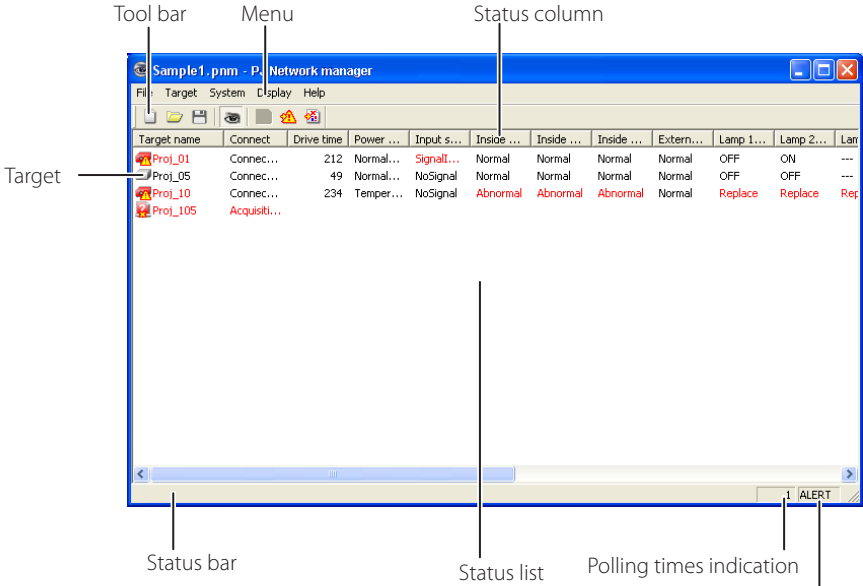 Tool bar Menu Status column
Sample1.pnm - PJ Network manager
File Target System Display Help
Target name Connect Drive time Power ... Input s... Inside ... Inside ... Inside ... Extern... Lamp 1... Lamp 2... Lam
Proj_01 Connec... 212 Normal... SignalI... Normal Normal Normal Normal OFF ON ---
Target
Proj_05 Connec... 49 Normal... NoSignal Normal Normal Normal Normal OFF OFF ---
Proj_10 Connec... 234 Temper... NoSignal Abnormal Abnormal Abnormal Normal Replace Replace Rep
Proj_105 Acquisiti...
1 ALERT
Status bar Status list Polling times indication